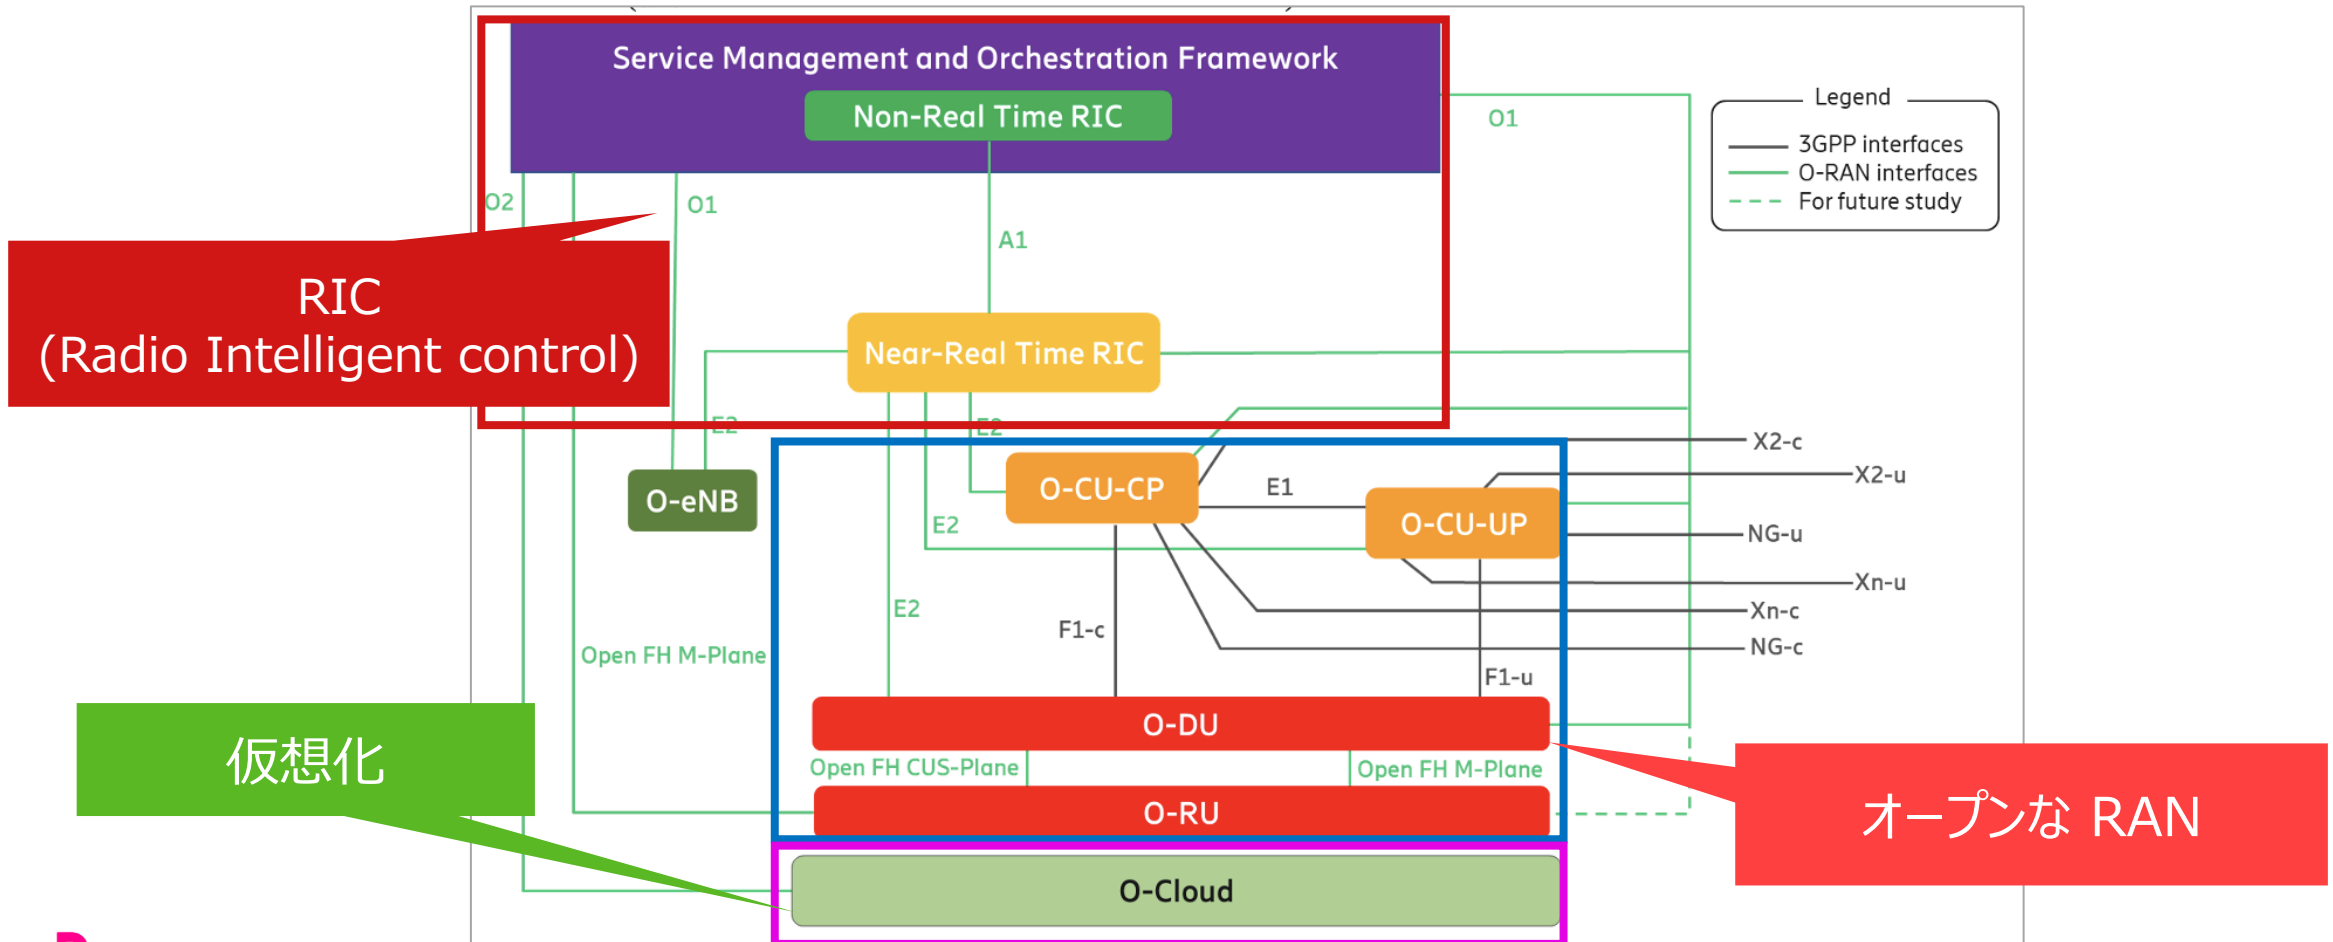 Service Management and Orchestration Framework
Non-Real Time RIC
O1
Legend
3GPP interfaces
O-RAN interfaces
For future study
O2
O1
A1
RIC
(Radio Intelligent control)
Near-Real Time RIC
E2
E2
X2-c
O-eNB
O-CU-CP
E1
X2-u
E2
O-CU-UP
NG-u
Xn-u
E2
F1-c
Xn-c
Open FH M-Plane
NG-c
F1-u
O-DU
仮想化
Open FH CUS-Plane
Open FH M-Plane
オープンな RAN
O-RU
O-Cloud